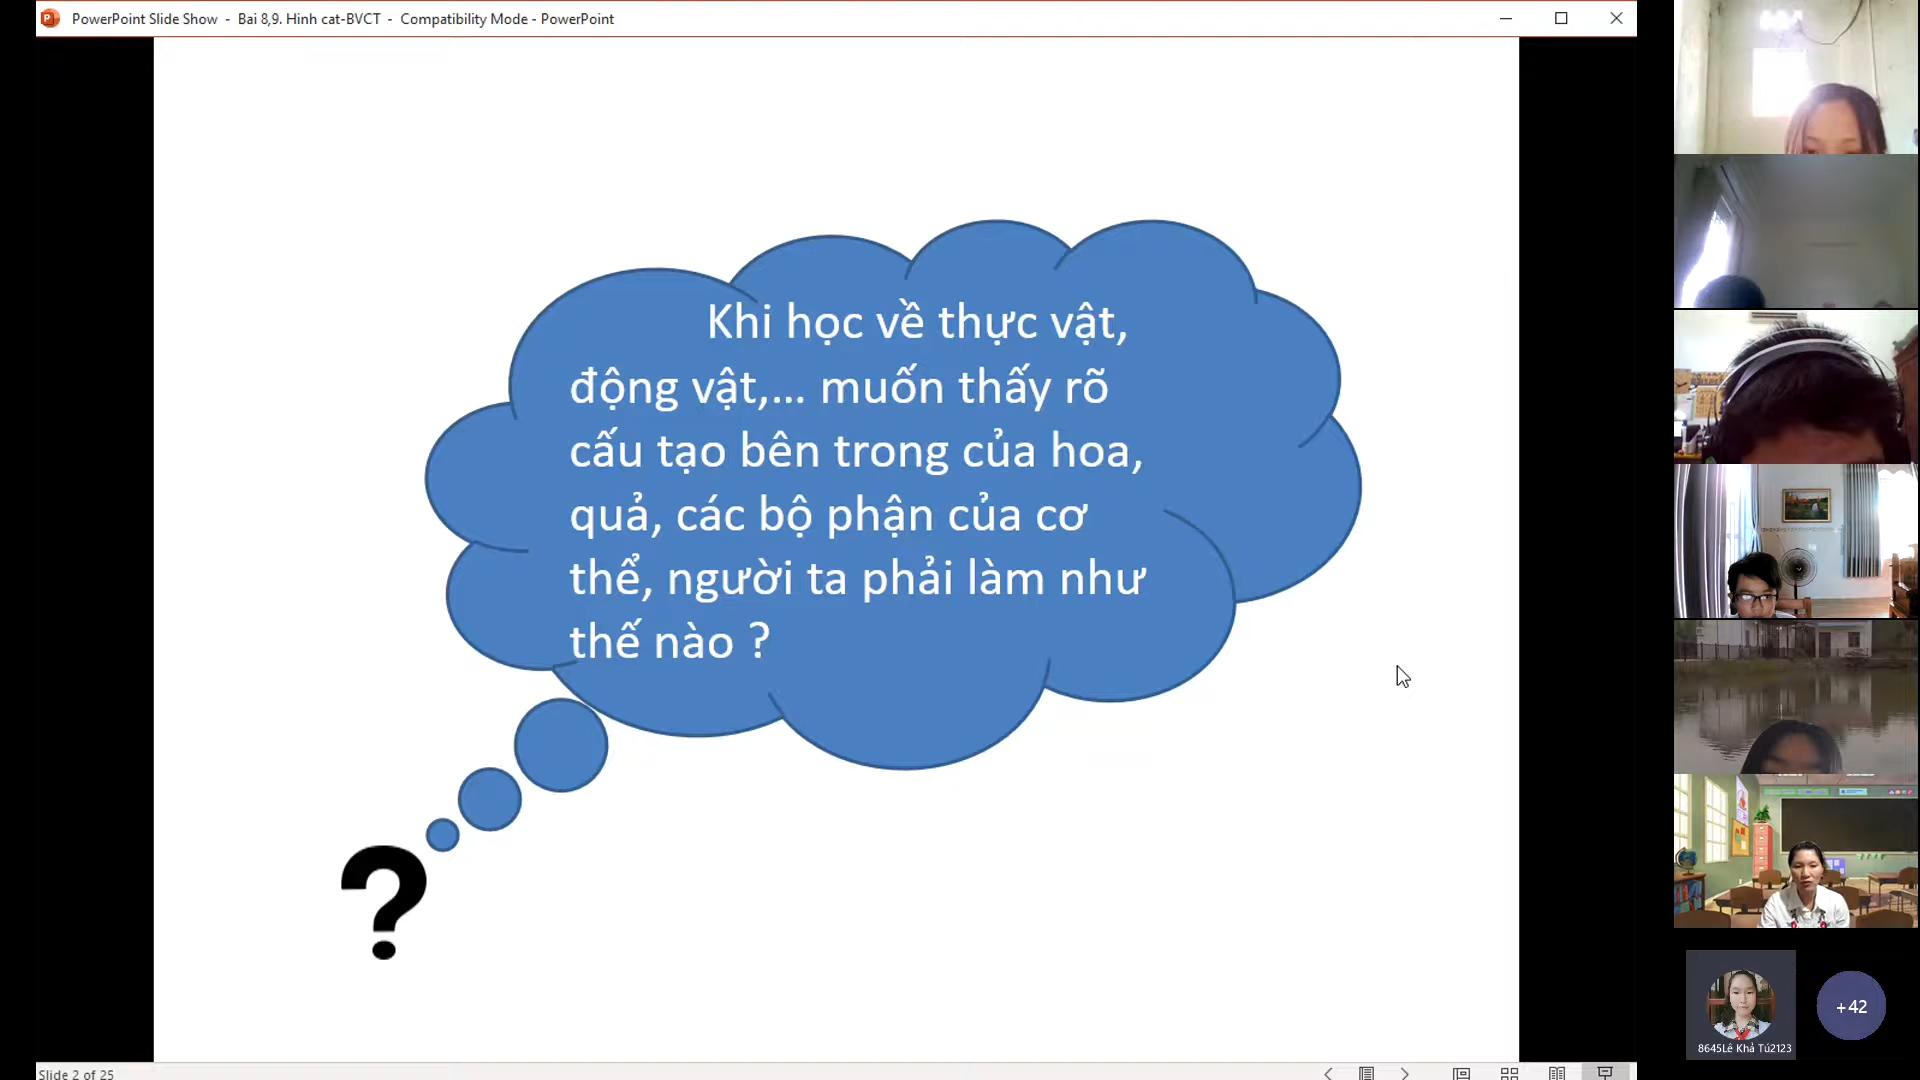 PowerPoint Slide Show - Bai 8,9. Hinh cat-BVCT - Compatibility Mode - PowerPoint
Khi học về thực vật,
động vật,... muốn thấy rõ
cấu tạo bên trong của hoa,
quả, các bộ phận của cơ
thể, người ta phải làm như
thế nào ?
?
Slide 2 of 25
+42
8645Lê Khả Tú2123